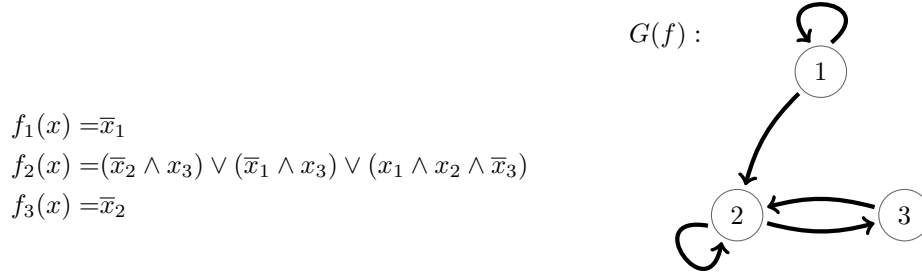 G(f) :
1
f₁(x) =x̅₁
f₂(x) =(x̅₂ ∧ x₃) ∨ (x̅₁ ∧ x₃) ∨ (x₁ ∧ x₂ ∧ x̅₃)
f₃(x) =x̅₂
2 3